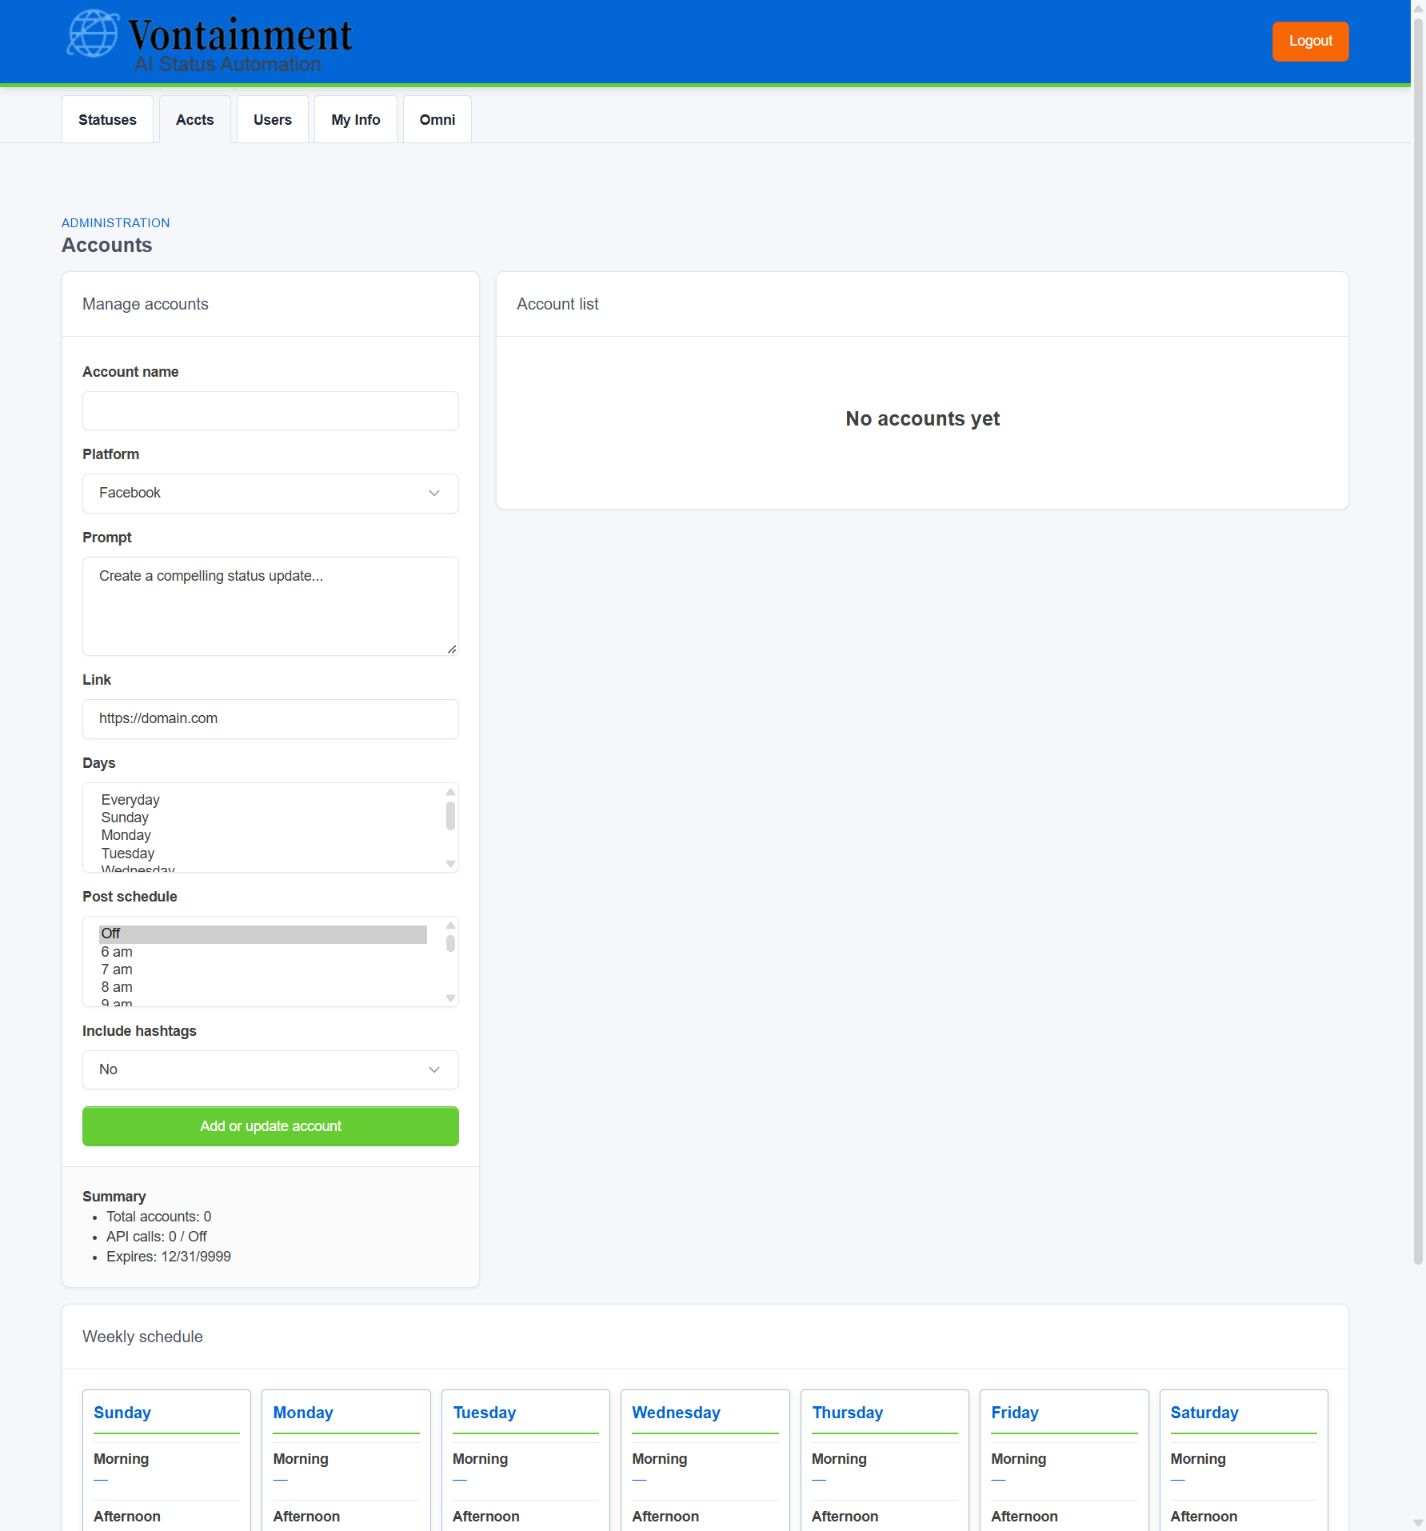 Vontainment
AI Status Automation
Logout
Statuses
Accts
Users
My Info
Omni
ADMINISTRATION
Accounts
Manage accounts
Account name
Platform
Facebook
Prompt
Create a compelling status update...
Link
https://domain.com
Days
Everyday
Sunday
Monday
Tuesday
Wednesday
Post schedule
Off
6 am
7 am
8 am
9 am
Include hashtags
No
Add or update account
Summary
• Total accounts: 0
• API calls: 0 / Off
• Expires: 12/31/9999
Account list
No accounts yet
Weekly schedule
Sunday
Morning
—
Afternoon
Monday
Morning
—
Afternoon
Tuesday
Morning
—
Afternoon
Wednesday
Morning
—
Afternoon
Thursday
Morning
—
Afternoon
Friday
Morning
—
Afternoon
Saturday
Morning
—
Afternoon